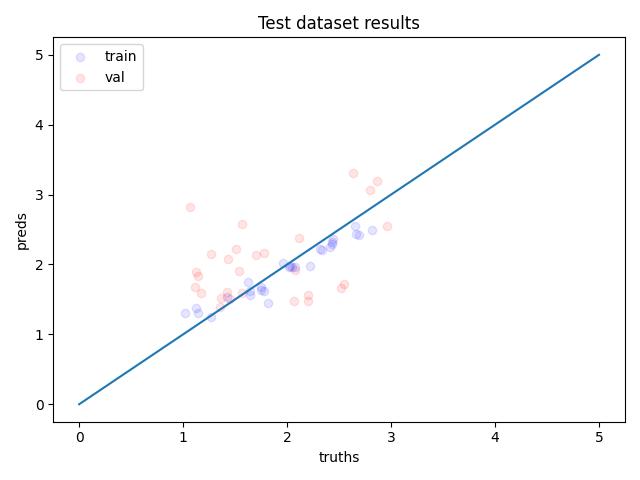 Test dataset results
train
val
preds
5
4
3
2
1
0
0 1 2 3 4 5
truths